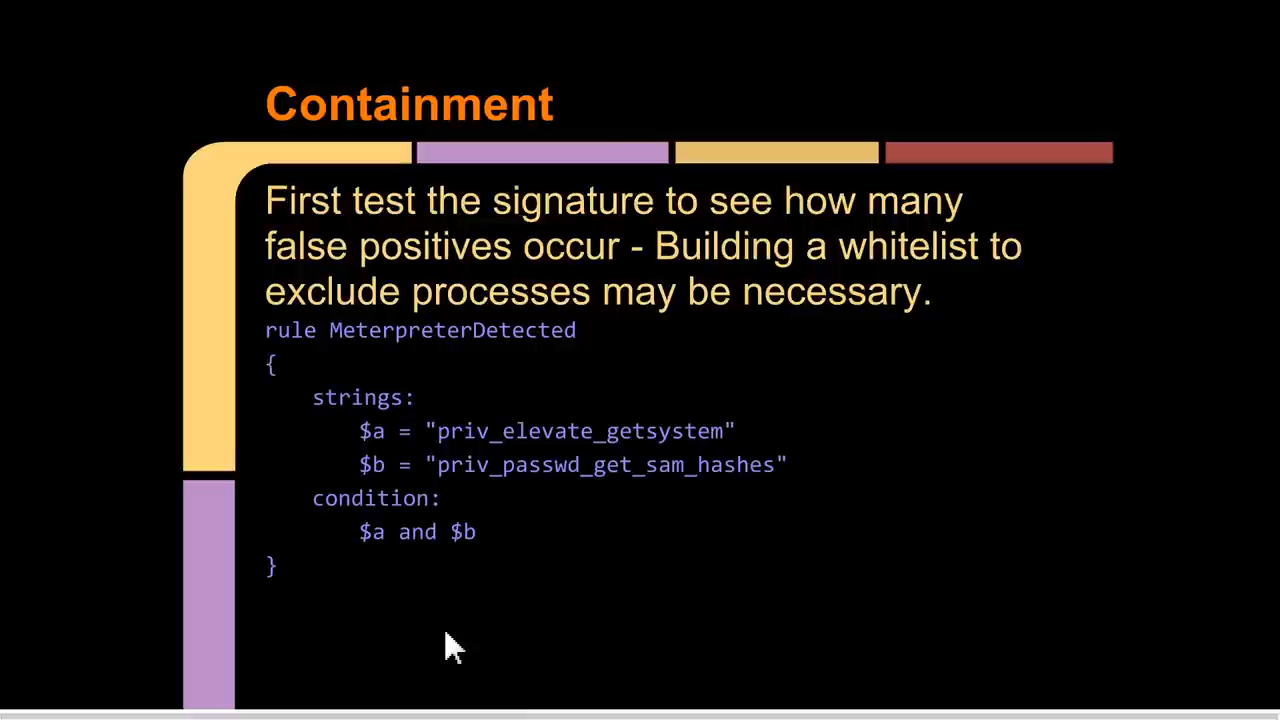 Containment
First test the signature to see how many
false positives occur - Building a whitelist to
exclude processes may be necessary.
rule MeterpreterDetected
{
    strings:
        $a = "priv_elevate_getsystem"
        $b = "priv_passwd_get_sam_hashes"
    condition:
        $a and $b
}